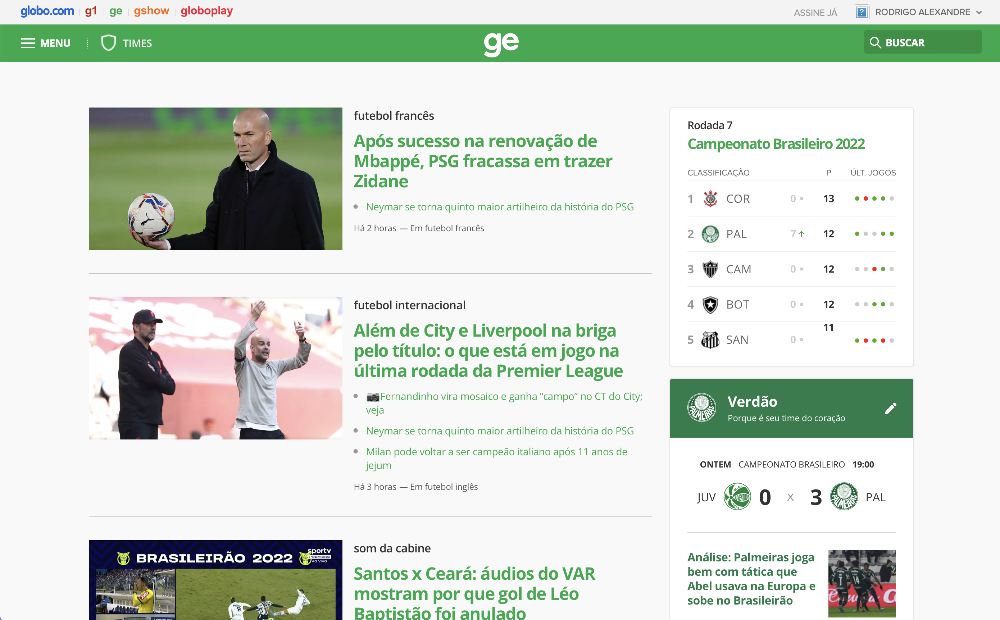 globo.com g1 ge gshow globoplay
ASSINE JÁ
RODRIGO ALEXANDRE
MENU
TIMES
ge
BUSCAR
futebol francês
Após sucesso na renovação de
Mbappé, PSG fracassa em trazer
Zidane
Neymar se torna quinto maior artilheiro da história do PSG
Há 2 horas — Em futebol francês
futebol internacional
Além de City e Liverpool na briga
pelo título: o que está em jogo na
última rodada da Premier League
Fernandinho vira mosaico e ganha “campo” no CT do City;
veja
Neymar se torna quinto maior artilheiro da história do PSG
Milan pode voltar a ser campeão italiano após 11 anos de
jejum
Há 3 horas — Em futebol inglês
BRASILEIRÃO 2022
sportv
PREMIERE
AO VIVO
som da cabine
Santos x Ceará: áudios do VAR
mostram por que gol de Léo
Baptistão foi anulado
Rodada 7
Campeonato Brasileiro 2022
CLASSIFICAÇÃO P ÚLT. JOGOS
1 COR 0 13
2 PAL 7 12
3 CAM 0 12
4 BOT 0 12
5 SAN 0 11
PALMEIRAS
Verdão
Porque é seu time do coração
ONTEM CAMPEONATO BRASILEIRO 19:00
JUV E.C. JUVENTUDE 1913 0 x 3 PALMEIRAS PAL
Análise: Palmeiras joga
bem com tática que
Abel usava na Europa e
sobe no Brasileirão